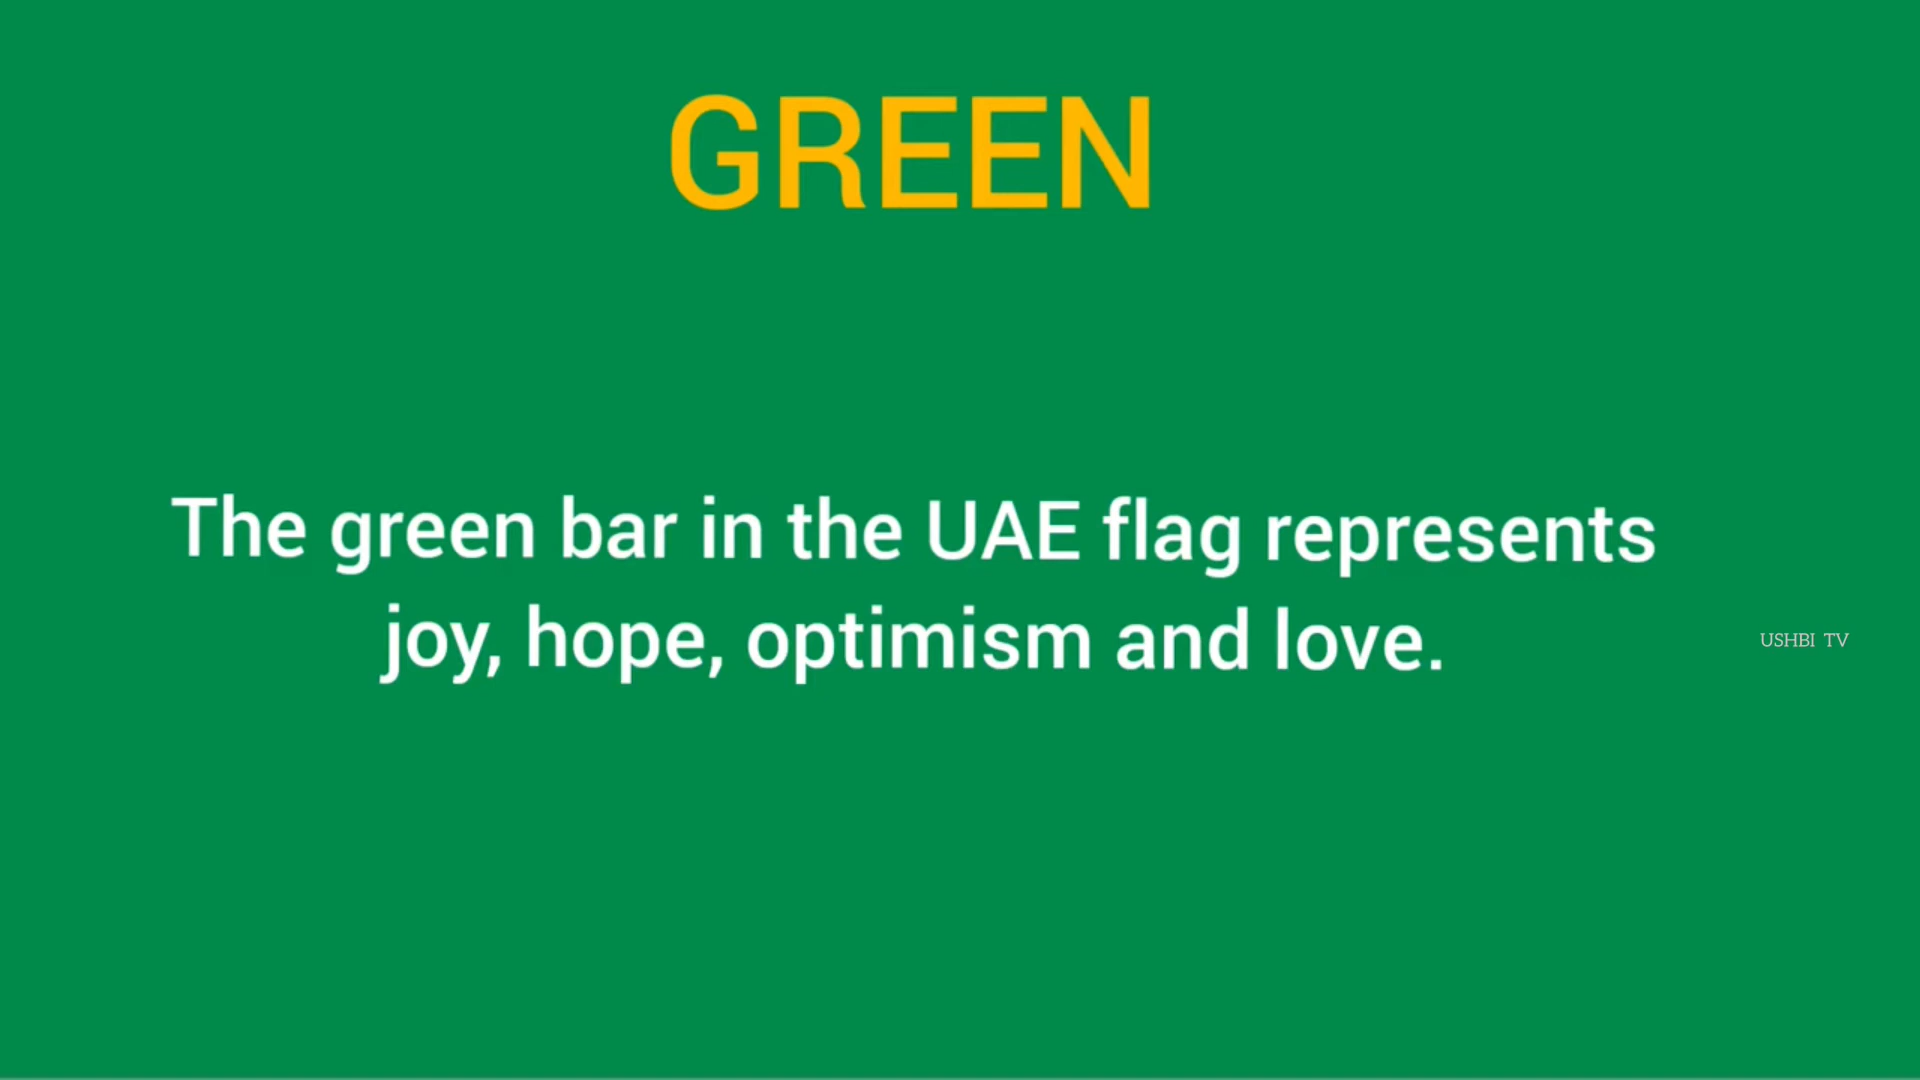 GREEN
The green bar in the UAE flag represents
joy, hope, optimism and love.
USHBI TV